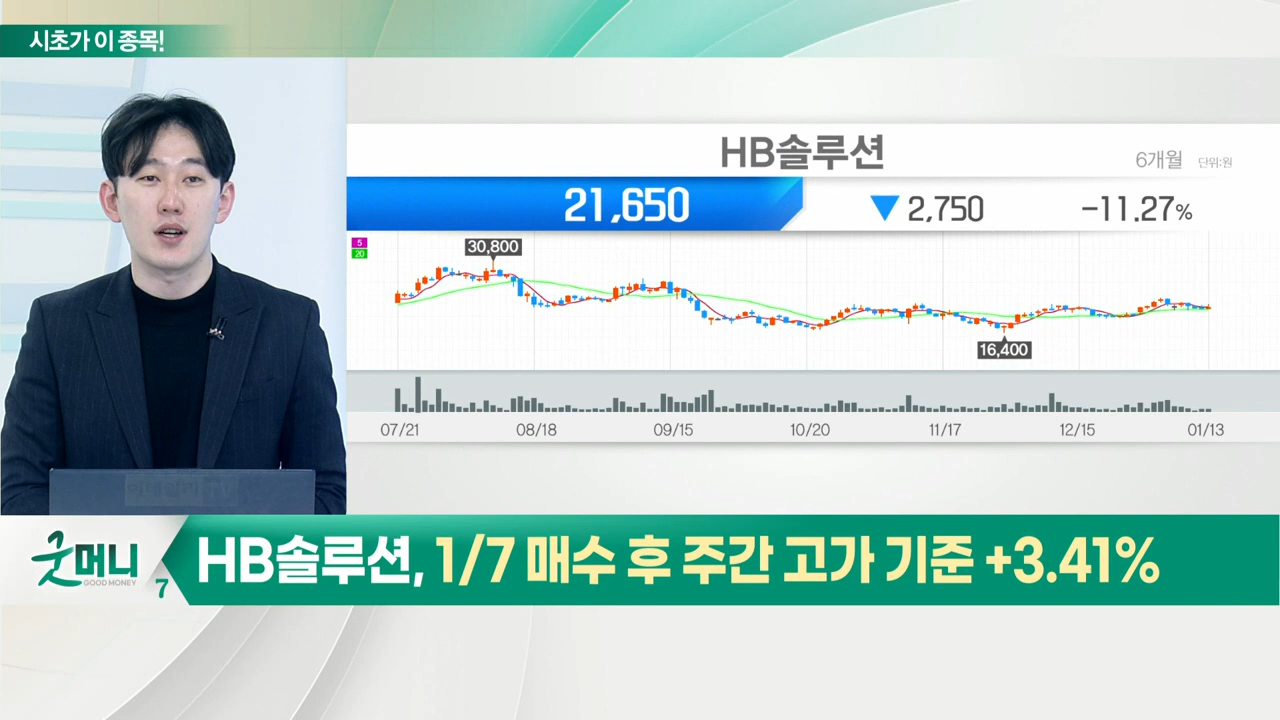 시초가 이 종목!
HB솔루션
6개월 단위:원
21,650 ▼ 2,750 -11.27%
5
20
30,800
16,400
07/21 08/18 09/15 10/20 11/17 12/15 01/13
굿머니
GOOD MONEY
7
HB솔루션, 1/7 매수 후 주간 고가 기준 +3.41%